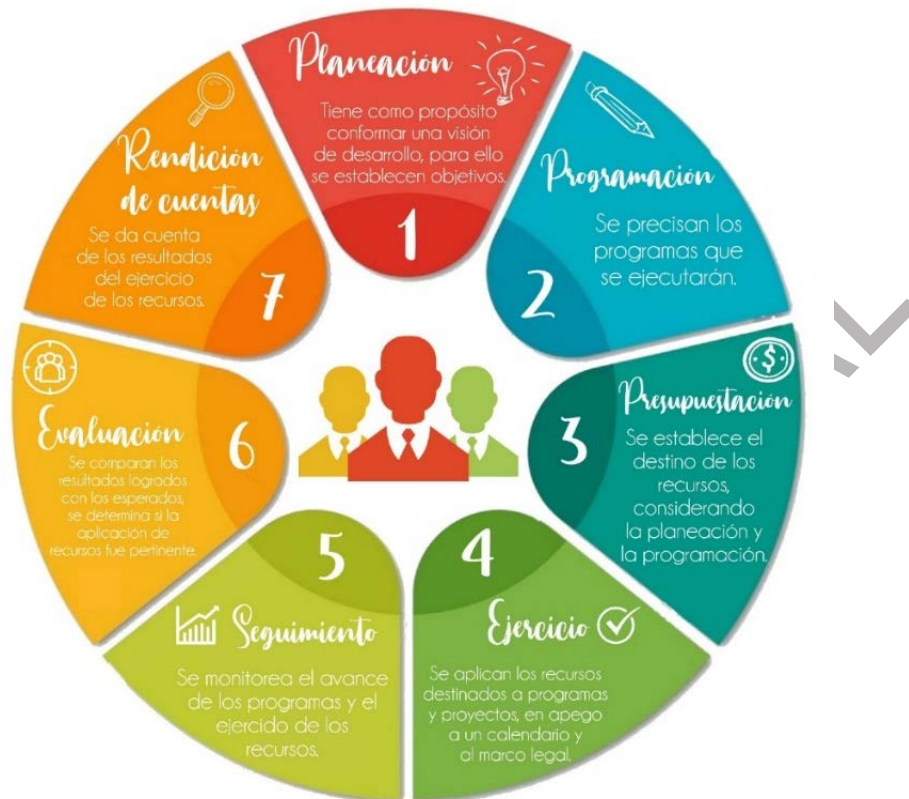 Planeación
Tiene como propósito
conformar una visión
de desarrollo, para ello
se establecen objetivos.
1
Programación
Se precisan los
programas que
se ejecutarán.
2
Presupuestación
Se establece el
destino de los
recursos,
considerando
la planeación y
la programación.
3
4
Ejercicio
Se aplican los recursos
destinados a programas
y proyectos, en apego
a un calendario y
al marco legal.
5
Seguimiento
Se monitorea el avance
de los programas y el
ejercido de los
recursos.
6
Evaluación
Se comparan los
resultados logrados
con los esperados,
se determina si la
aplicación de
recursos fue pertinente.
7
Rendición
de cuentas
Se da cuenta
de los resultados
del ejercicio
de los recursos.
$